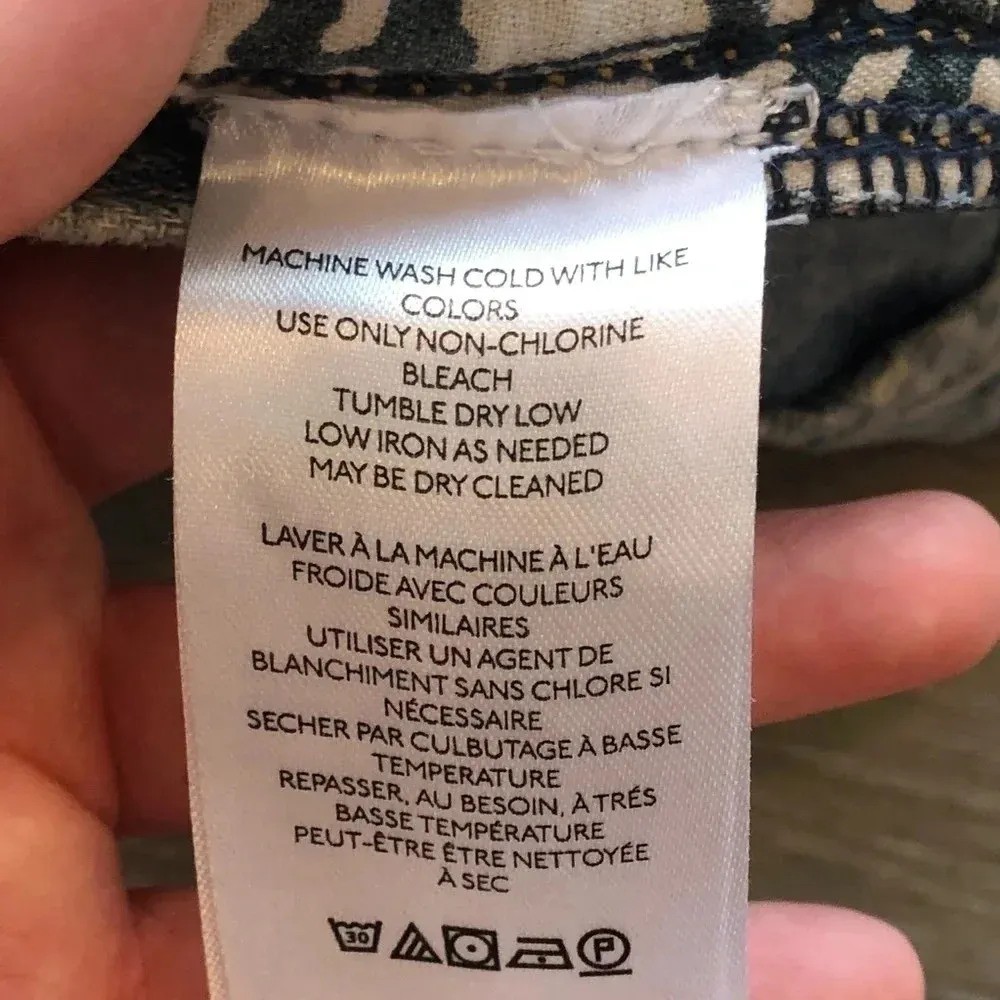 MACHINE WASH COLD WITH LIKE
COLORS
USE ONLY NON-CHLORINE
BLEACH
TUMBLE DRY LOW
LOW IRON AS NEEDED
MAY BE DRY CLEANED
LAVER À LA MACHINE À L'EAU
FROIDE AVEC COULEURS
SIMILAIRES
UTILISER UN AGENT DE
BLANCHIMENT SANS CHLORE SI
NÉCESSAIRE
SECHER PAR CULBUTAGE À BASSE
TEMPERATURE
REPASSER, AU BESOIN, À TRÉS
BASSE TEMPÉRATURE
PEUT-ÊTRE ÊTRE NETTOYÉE
À SEC
30 P